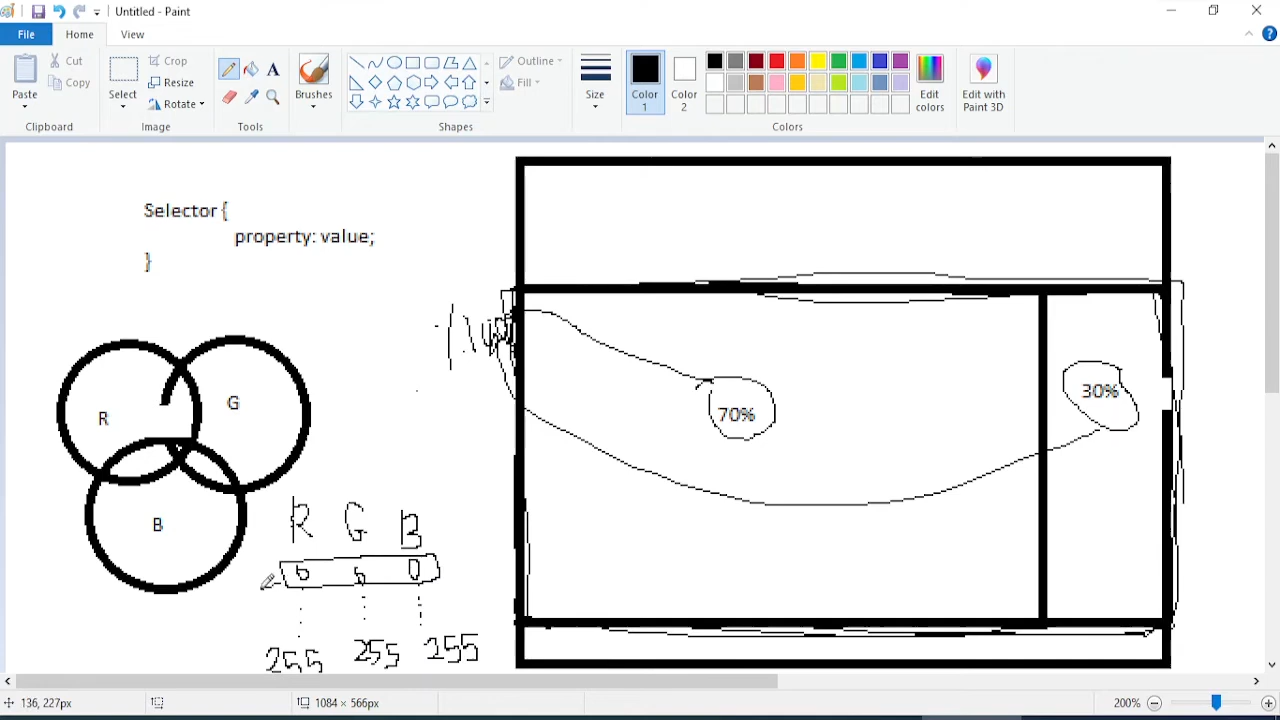 Untitled - Paint
File
Home
View
Paste
Cut
Copy
Clipboard
Select
Crop
Resize
Rotate
Image
Tools
Brushes
Shapes
Outline
Fill
Size
Color 1
Color 2
Edit colors
Colors
Edit with Paint 3D
Selector {
property: value;
}
R
G
B
R G B
0 0 0
255 255 255
70%
30%
136, 227px
1084 × 566px
200%